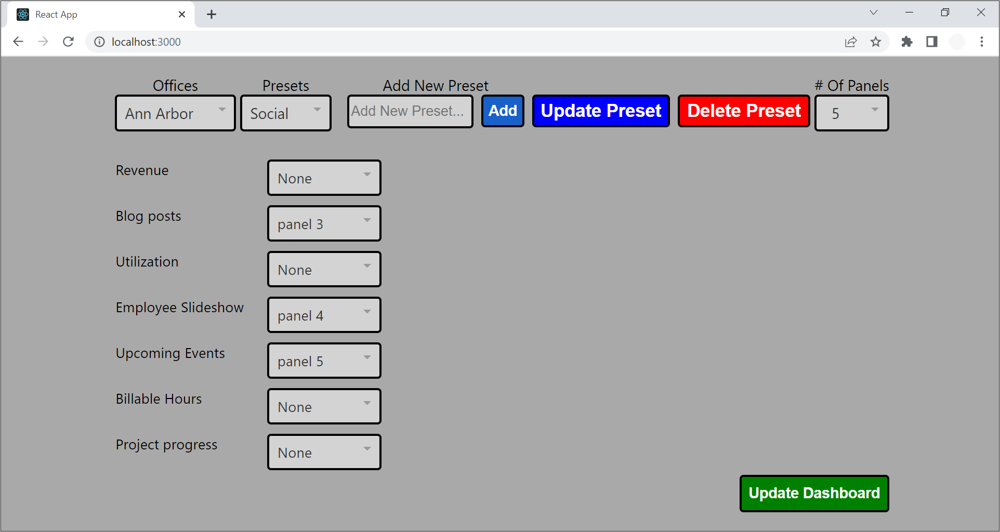 React App
localhost:3000
Offices
Presets
Add New Preset
# Of Panels
Ann Arbor
Social
Add New Preset...
Add
Update Preset
Delete Preset
5
Revenue
None
Blog posts
panel 3
Utilization
None
Employee Slideshow
panel 4
Upcoming Events
panel 5
Billable Hours
None
Project progress
None
Update Dashboard